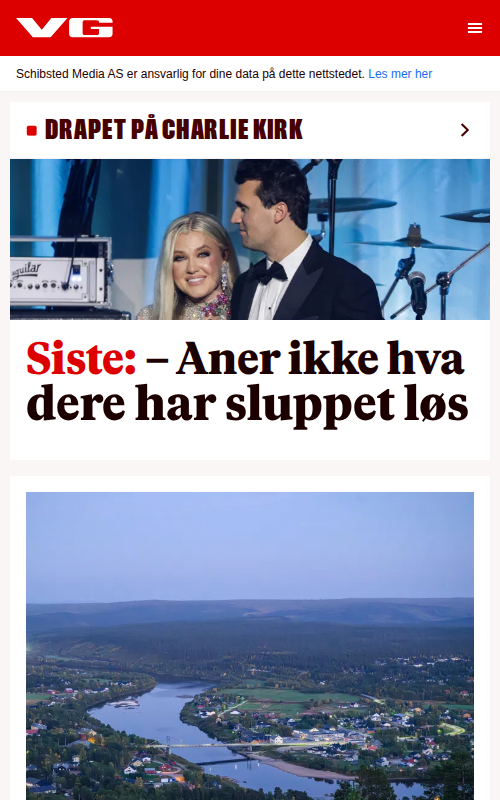 VG
Schibsted Media AS er ansvarlig for dine data på dette nettstedet. Les mer her
DRAPET PÅ CHARLIE KIRK
aguilar
Siste: – Aner ikke hva
dere har sluppet løs